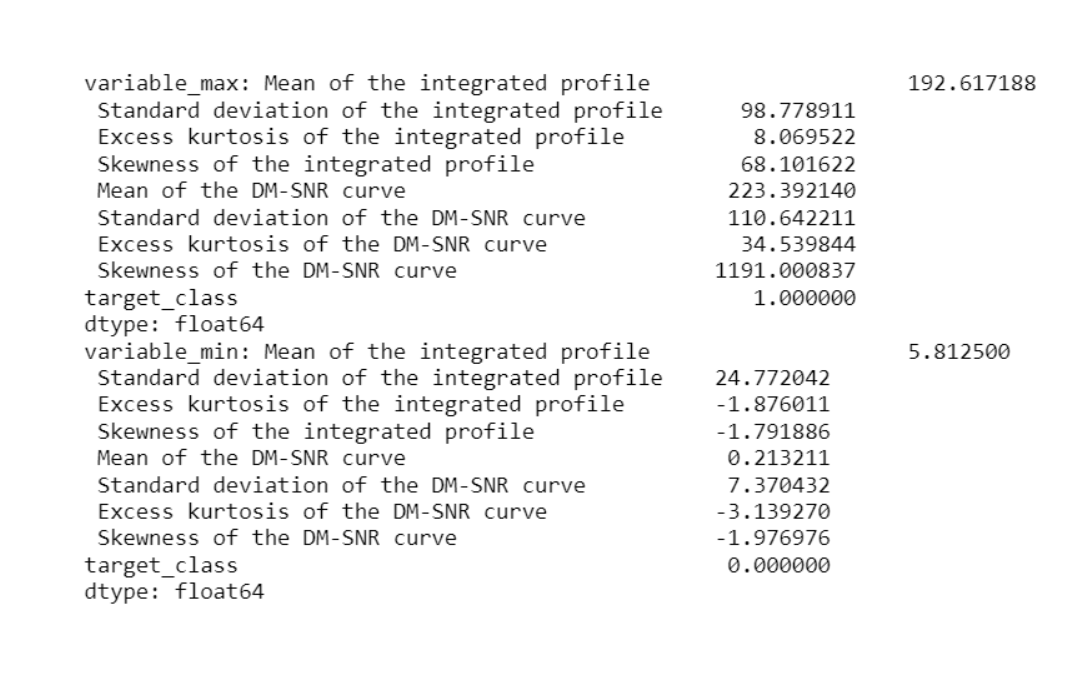 variable_max: Mean of the integrated profile 192.617188
Standard deviation of the integrated profile 98.778911
Excess kurtosis of the integrated profile 8.069522
Skewness of the integrated profile 68.101622
Mean of the DM-SNR curve 223.392140
Standard deviation of the DM-SNR curve 110.642211
Excess kurtosis of the DM-SNR curve 34.539844
Skewness of the DM-SNR curve 1191.000837
target_class 1.000000
dtype: float64
variable_min: Mean of the integrated profile 5.812500
Standard deviation of the integrated profile 24.772042
Excess kurtosis of the integrated profile -1.876011
Skewness of the integrated profile -1.791886
Mean of the DM-SNR curve 0.213211
Standard deviation of the DM-SNR curve 7.370432
Excess kurtosis of the DM-SNR curve -3.139270
Skewness of the DM-SNR curve -1.976976
target_class 0.000000
dtype: float64